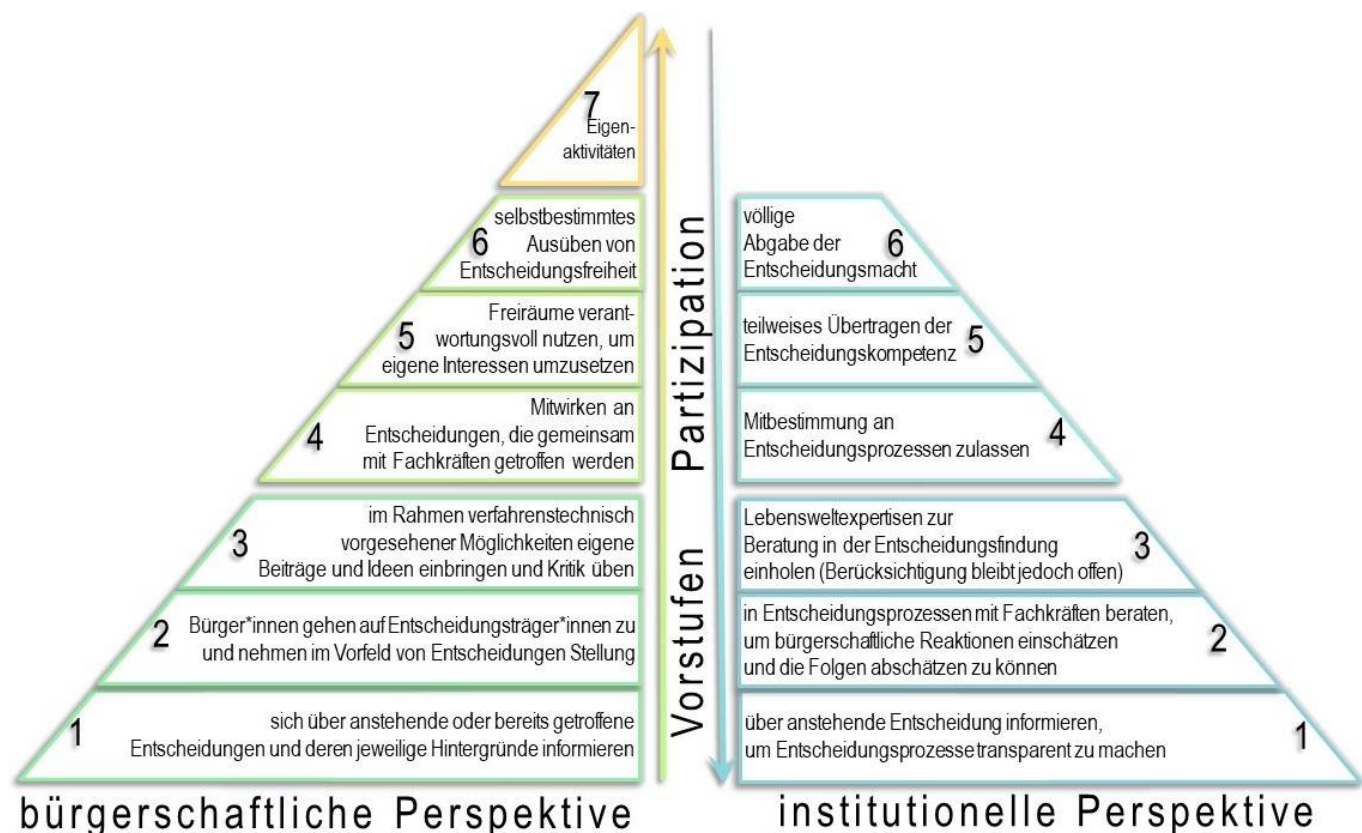 7
Eigen-
aktivitäten
6
selbstbestimmtes
Ausüben von
Entscheidungsfreiheit
5
Freiräume verant-
wortungsvoll nutzen, um
eigene Interessen umzusetzen
4
Mitwirken an
Entscheidungen, die gemeinsam
mit Fachkräften getroffen werden
3
im Rahmen verfahrenstechnisch
vorgesehener Möglichkeiten eigene
Beiträge und Ideen einbringen und Kritik üben
2
Bürger*innen gehen auf Entscheidungsträger*innen zu
und nehmen im Vorfeld von Entscheidungen Stellung
1
sich über anstehende oder bereits getroffene
Entscheidungen und deren jeweilige Hintergründe informieren
bürgerschaftliche Perspektive
Partizipation
Vorstufen
völlige
Abgabe der
Entscheidungsmacht
6
teilweises Übertragen der
Entscheidungskompetenz
5
Mitbestimmung an
Entscheidungsprozessen zulassen
4
Lebensweltexpertisen zur
Beratung in der Entscheidungsfindung
einholen (Berücksichtigung bleibt jedoch offen)
3
in Entscheidungsprozessen mit Fachkräften beraten,
um bürgerschaftliche Reaktionen einschätzen
und die Folgen abschätzen zu können
2
über anstehende Entscheidung informieren,
um Entscheidungsprozesse transparent zu machen
1
institutionelle Perspektive